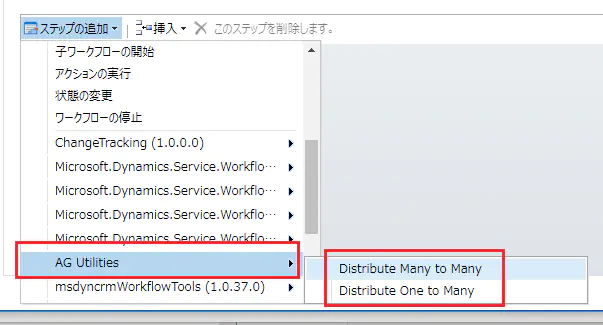 ステップの追加 挿入 このステップを削除します。
子ワークフローの開始
アクションの実行
状態の変更
ワークフローの停止
ChangeTracking (1.0.0.0)
Microsoft.Dynamics.Service.Workflo…
Microsoft.Dynamics.Service.Workflo…
Microsoft.Dynamics.Service.Workflo…
Microsoft.Dynamics.Service.Workflo…
AG Utilities
Distribute Many to Many
msdyncrmWorkflowTools (1.0.37.0)
Distribute One to Many